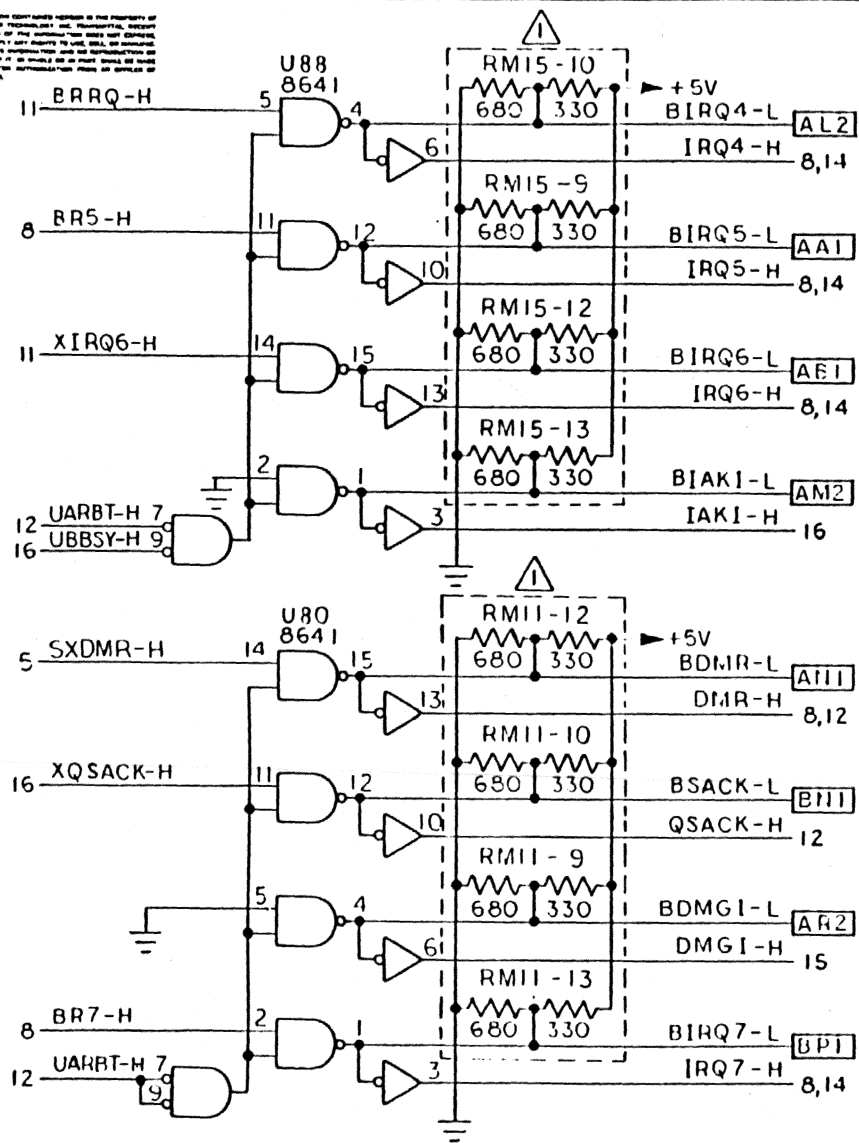 U88
8641
RM15-10
+5V
11 BRRQ-H 5 4 680 330 BIRQ4-L AL2
6 IRQ4-H 8,14
RM15-9
8 BR5-H 11 12 680 330 BIRQ5-L AA1
10 IRQ5-H 8,14
RM15-12
11 XIRQ6-H 14 15 680 330 BIRQ6-L
13 IRQ6-H 8,14
RM15-13
2 1 680 330 BIAKI-L AM2
12 UARBT-H 7
3 IAKI-H 16
16 UBBSY-H 9
1
1
U80
8641
RM11-12
+5V
5 SXDMR-H 14 15 680 330 BDMR-L AN1
13 DMR-H 8,12
RM11-10
16 XQSACK-H 11 12 680 330 BSACK-L BN1
10 QSACK-H 12
RM11-9
5 4 680 330 BDMGI-L AR2
6 DMGI-H 15
RM11-13
8 BR7-H 2 1 680 330 BIRQ7-L BP1
12 UARBT-H 7
9
3 IRQ7-H 8,14